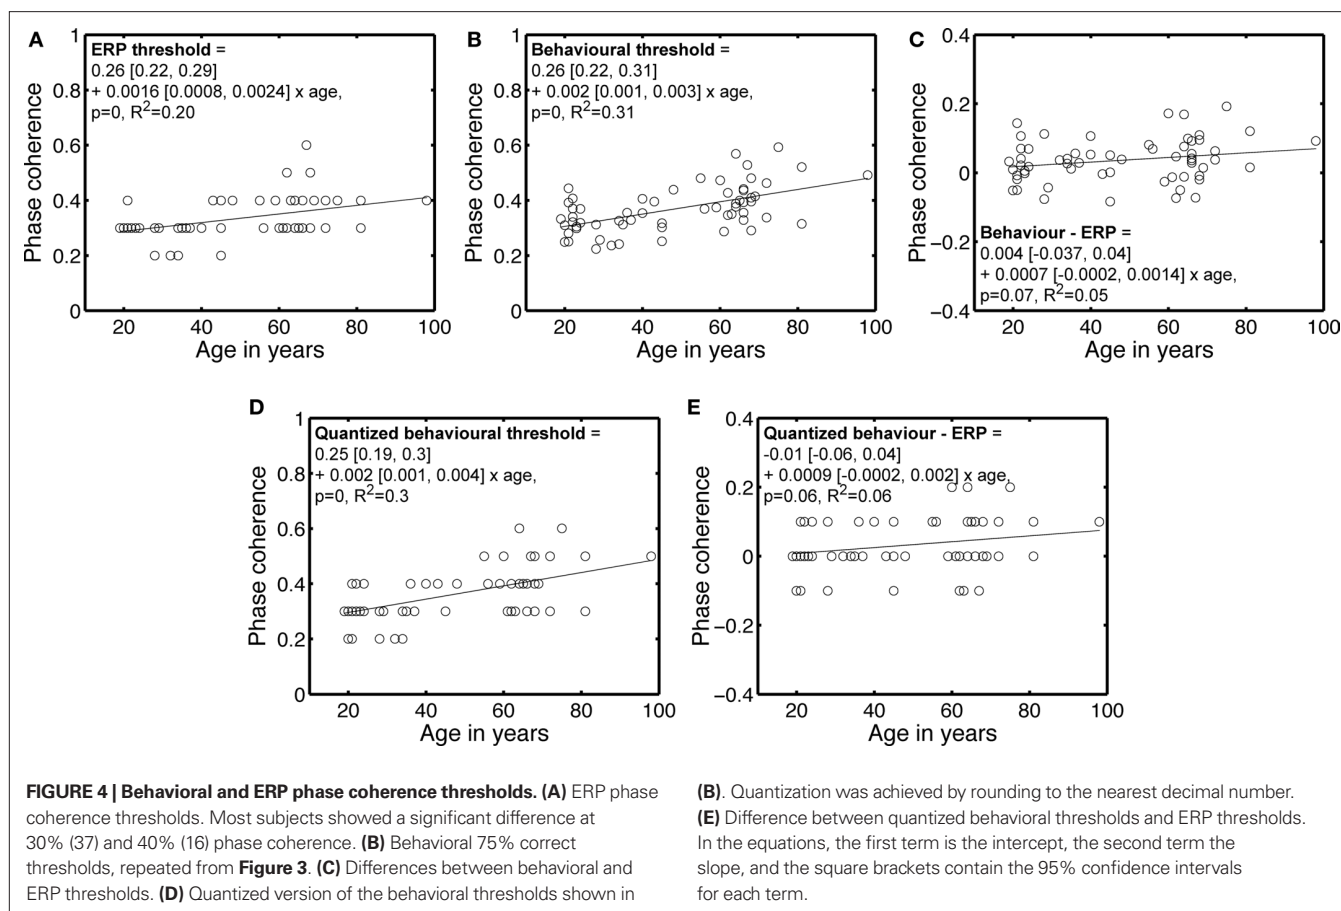 A
1
0.8
0.6
0.4
0.2
0
20
40
60
80
100
Phase coherence
Age in years
ERP threshold =
0.26 [0.22, 0.29]
+ 0.0016 [0.0008, 0.0024] x age,
p=0, R²=0.20
B
1
0.8
0.6
0.4
0.2
0
20
40
60
80
100
Phase coherence
Age in years
Behavioural threshold =
0.26 [0.22, 0.31]
+ 0.002 [0.001, 0.003] x age,
p=0, R²=0.31
C
0.4
0.2
0
−0.2
−0.4
20
40
60
80
100
Phase coherence
Age in years
Behaviour - ERP =
0.004 [-0.037, 0.04]
+ 0.0007 [-0.0002, 0.0014] x age,
p=0.07, R²=0.05
D
1
0.8
0.6
0.4
0.2
0
20
40
60
80
100
Phase coherence
Age in years
Quantized behavioural threshold =
0.25 [0.19, 0.3]
+ 0.002 [0.001, 0.004] x age,
p=0, R²=0.3
E
0.4
0.2
0
−0.2
−0.4
20
40
60
80
100
Phase coherence
Age in years
Quantized behaviour - ERP =
-0.01 [-0.06, 0.04]
+ 0.0009 [-0.0002, 0.002] x age,
p=0.06, R²=0.06
FIGURE 4 | Behavioral and ERP phase coherence thresholds. (A) ERP phase
coherence thresholds. Most subjects showed a significant difference at
30% (37) and 40% (16) phase coherence. (B) Behavioral 75% correct
thresholds, repeated from Figure 3. (C) Differences between behavioral and
ERP thresholds. (D) Quantized version of the behavioral thresholds shown in
(B). Quantization was achieved by rounding to the nearest decimal number.
(E) Difference between quantized behavioral thresholds and ERP thresholds.
In the equations, the first term is the intercept, the second term the
slope, and the square brackets contain the 95% confidence intervals
for each term.